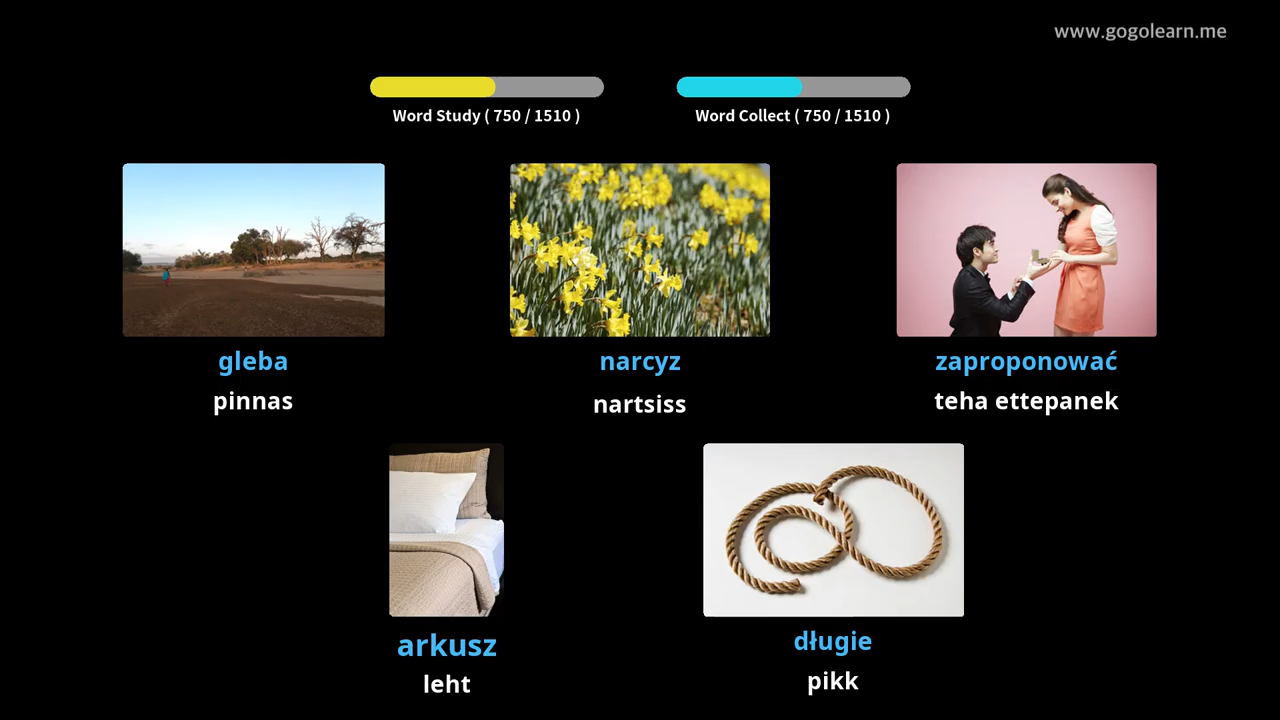 www.gogolearn.me
Word Study ( 750 / 1510 )
Word Collect ( 750 / 1510 )
gleba
pinnas
narcyz
nartsiss
zaproponować
teha ettepanek
arkusz
leht
długie
pikk